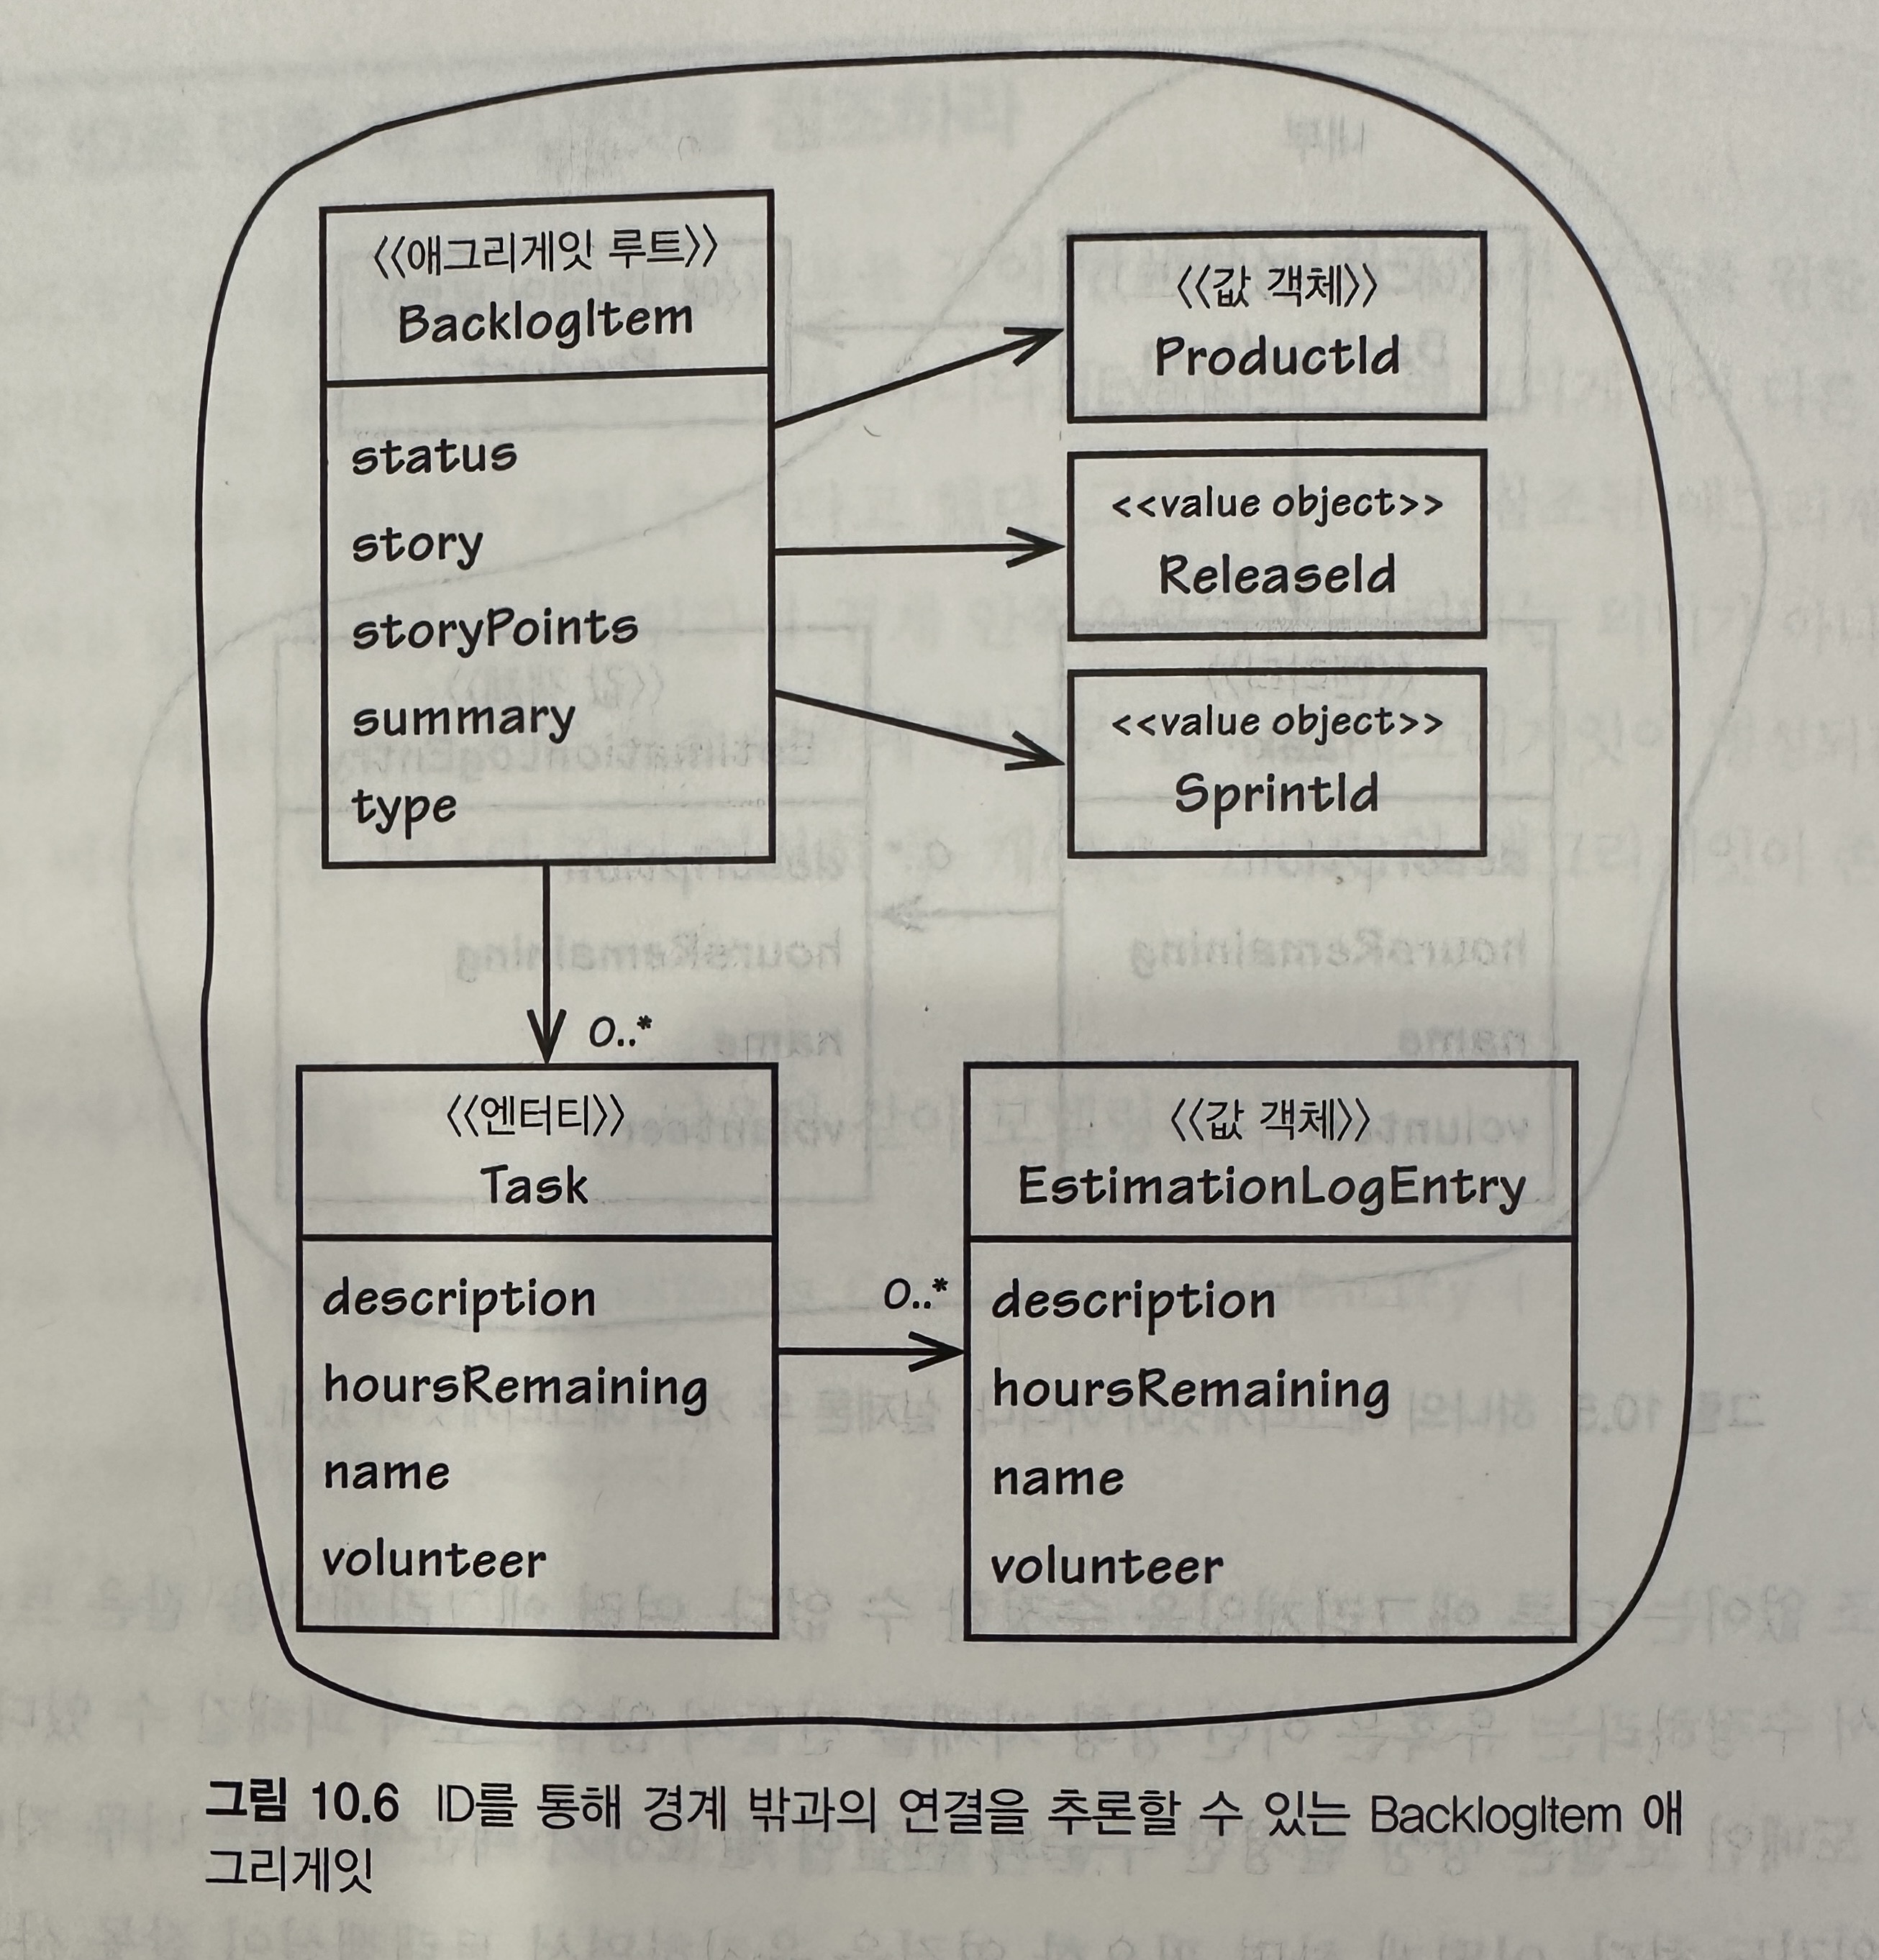 《애그리게잇 루트》
BacklogItem
status
story
storyPoints
summary
type
《값 객체》
ProductId
<<value object>>
ReleaseId
<<value object>>
SprintId
0..*
《엔터티》
Task
description
hoursRemaining
name
volunteer
0..*
《값 객체》
EstimationLogEntry
description
hoursRemaining
name
volunteer
그림 10.6 ID를 통해 경계 밖과의 연결을 추론할 수 있는 BacklogItem 애
그리게잇